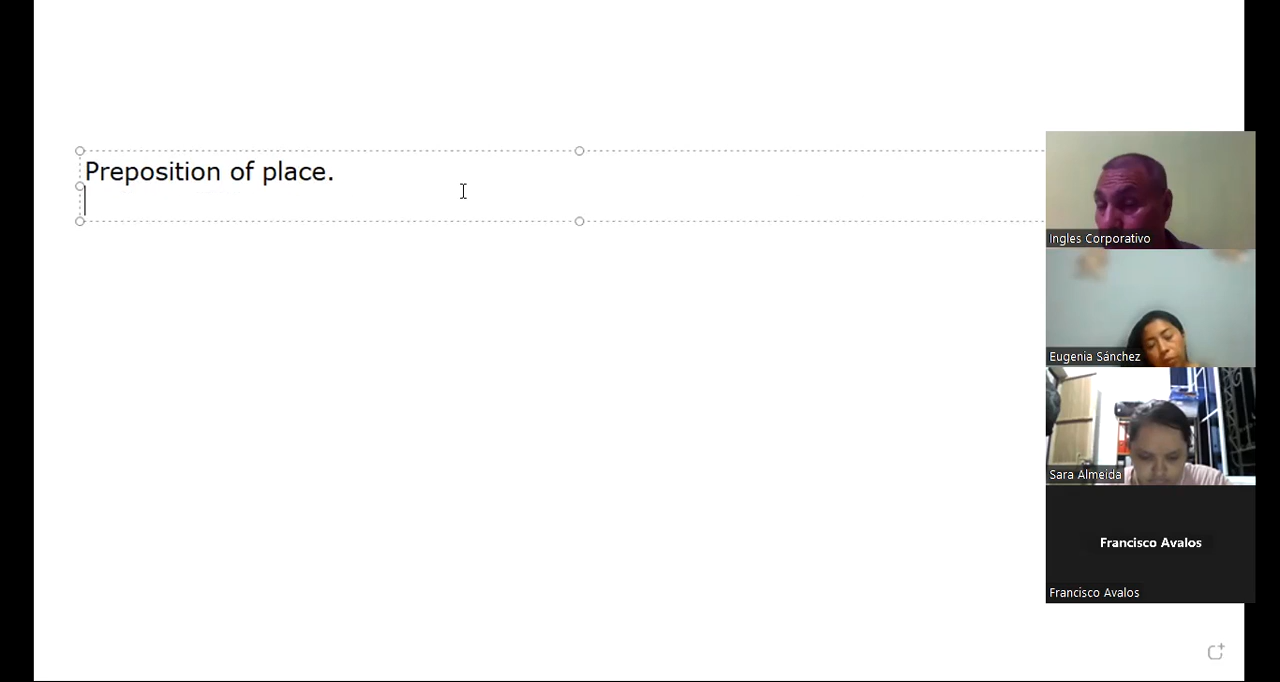 Preposition of place.
Ingles Corporativo
Eugenia Sánchez
Sara Almeida
Francisco Avalos
Francisco Avalos